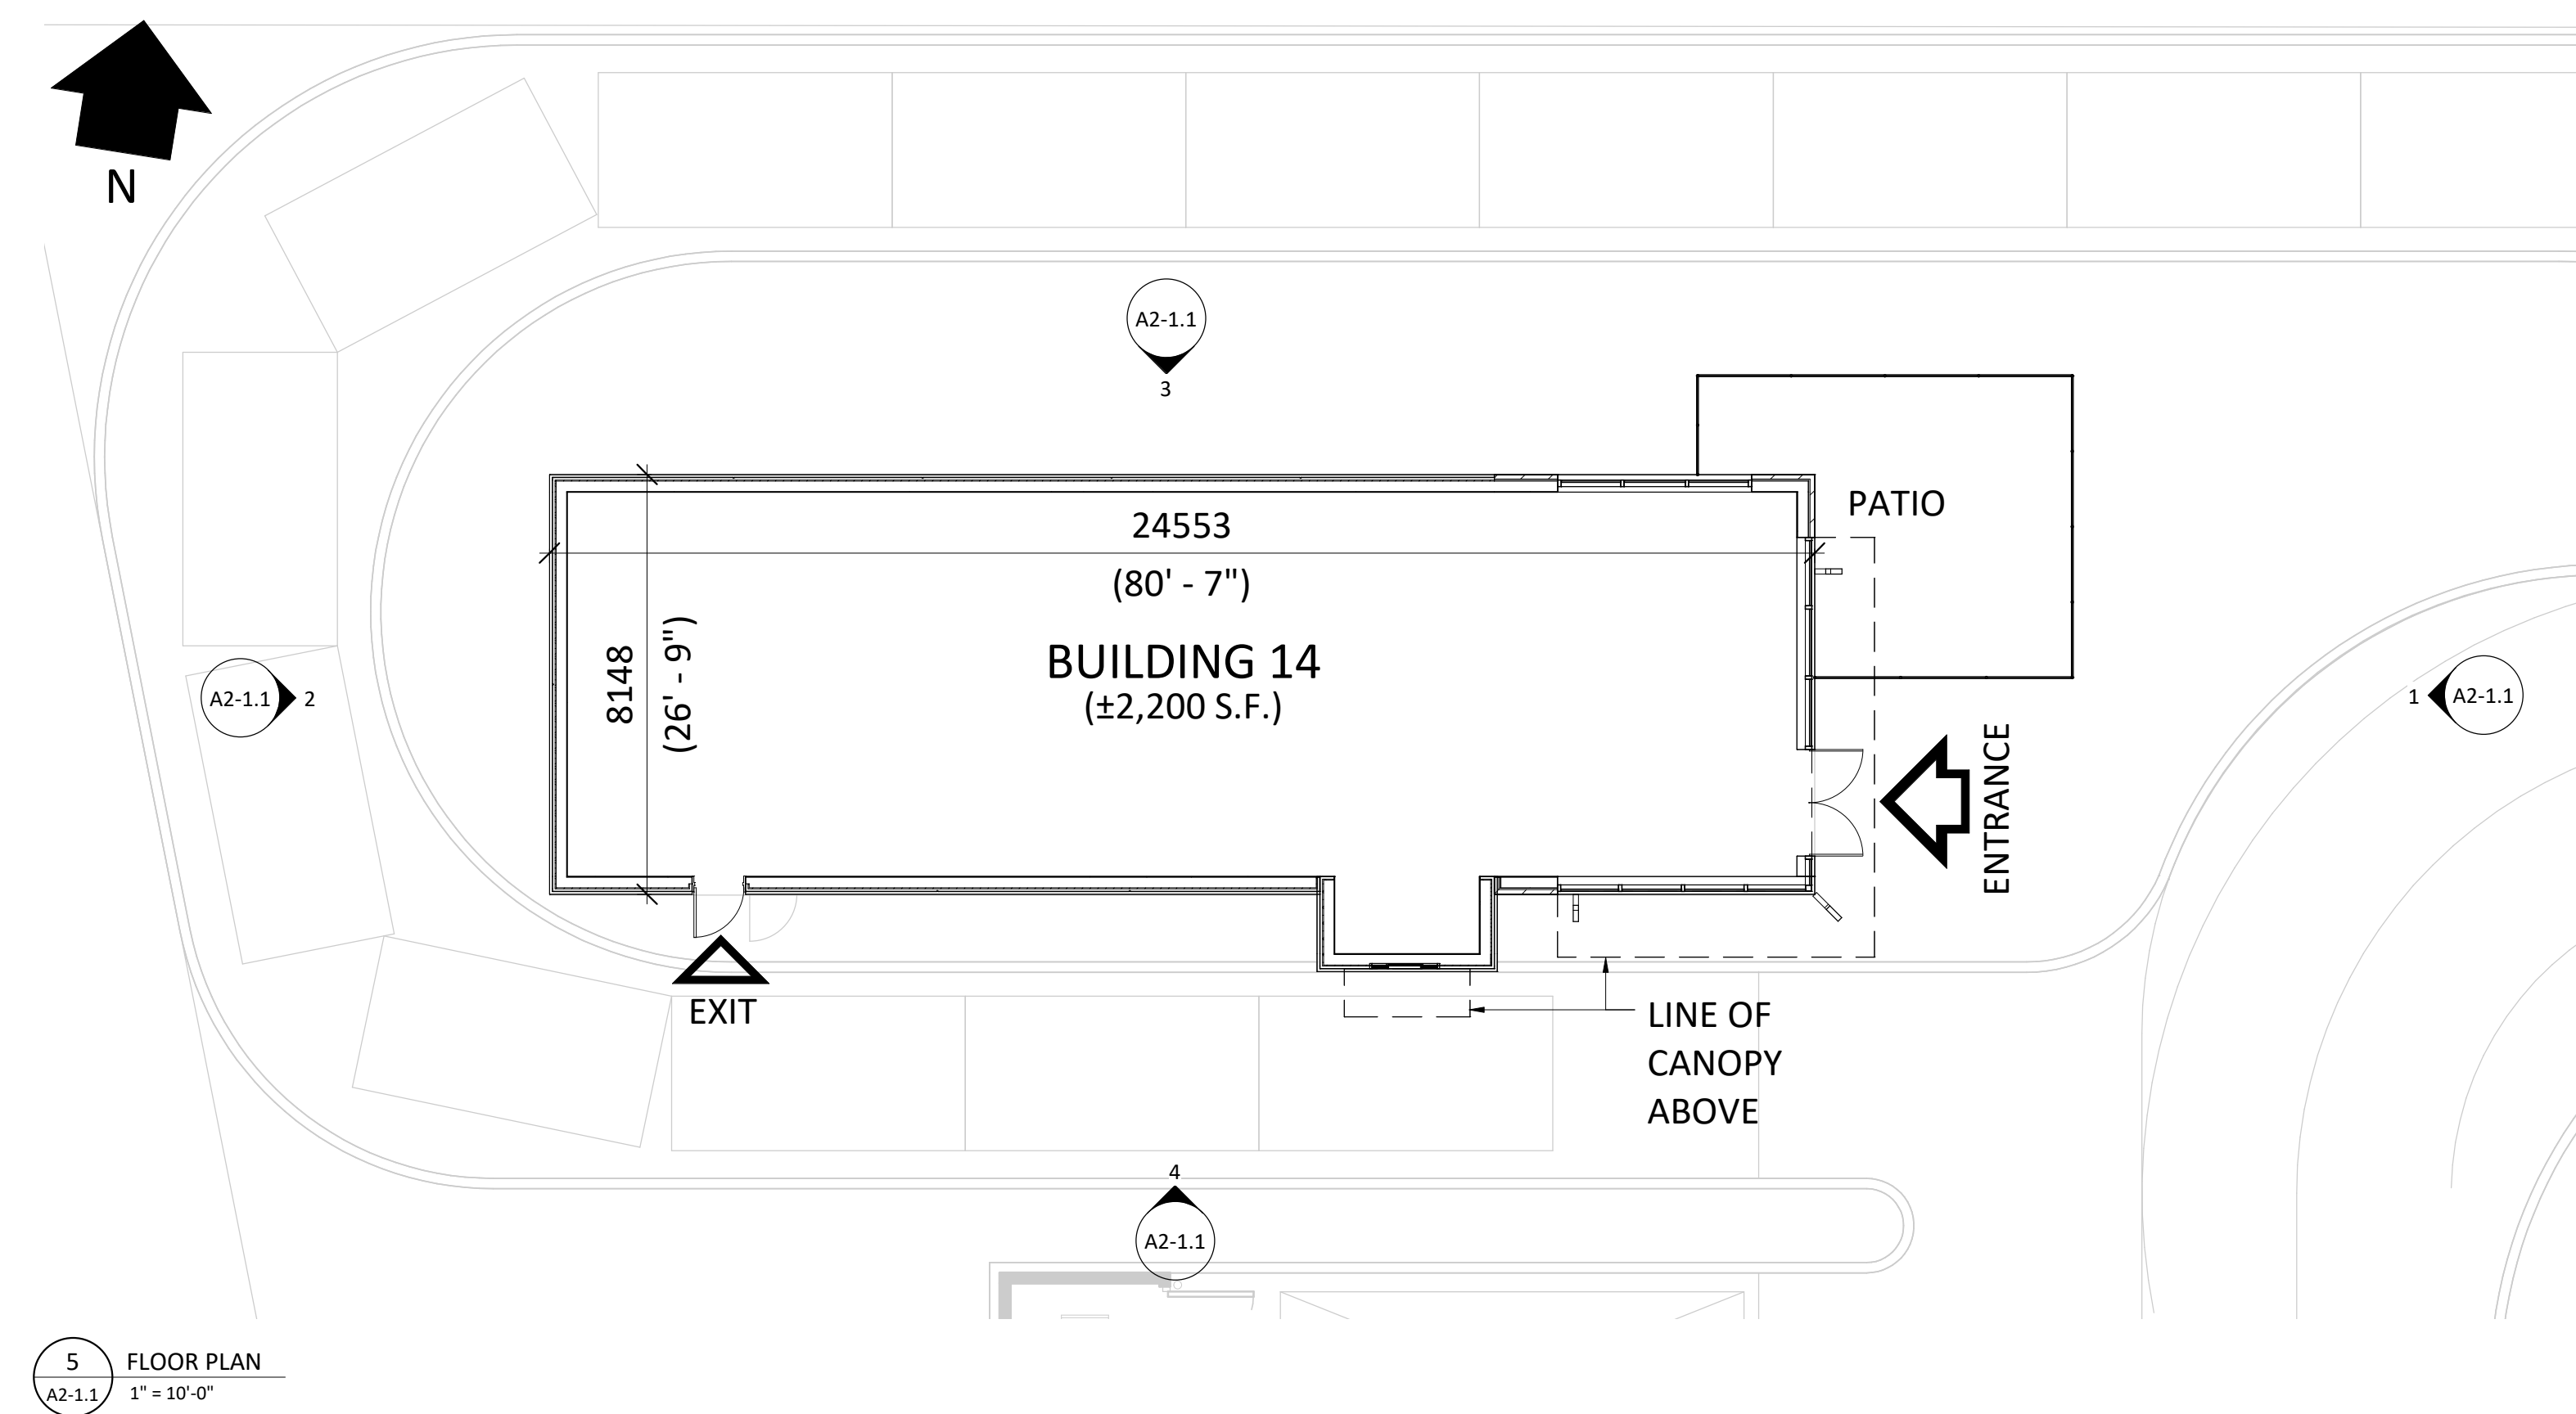 N
A2-1.1
3
24553
(80' - 7")
8148
(26' - 9")
BUILDING 14
(±2,200 S.F.)
PATIO
A2-1.1
2
1
A2-1.1
ENTRANCE
EXIT
LINE OF
CANOPY
ABOVE
4
A2-1.1
5
A2-1.1
FLOOR PLAN
1" = 10'-0"